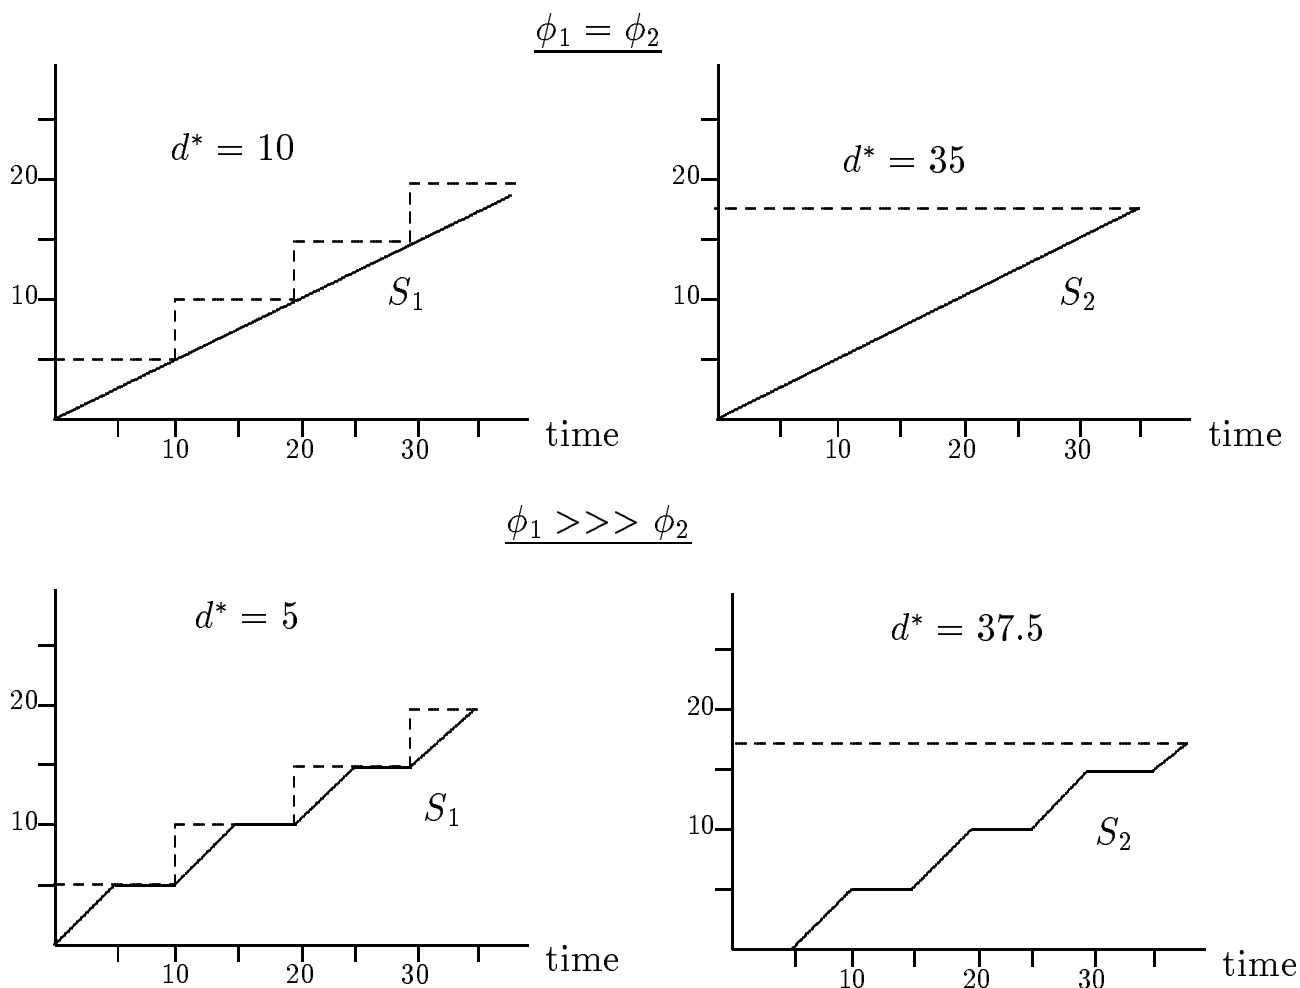 ϕ₁ = ϕ₂
d* = 10
20
10
S₁
10 20 30
time
d* = 35
20
10
S₂
10 20 30
time
ϕ₁ >>> ϕ₂
d* = 5
20
10
S₁
10 20 30
time
d* = 37.5
20
10
S₂
10 20 30
time